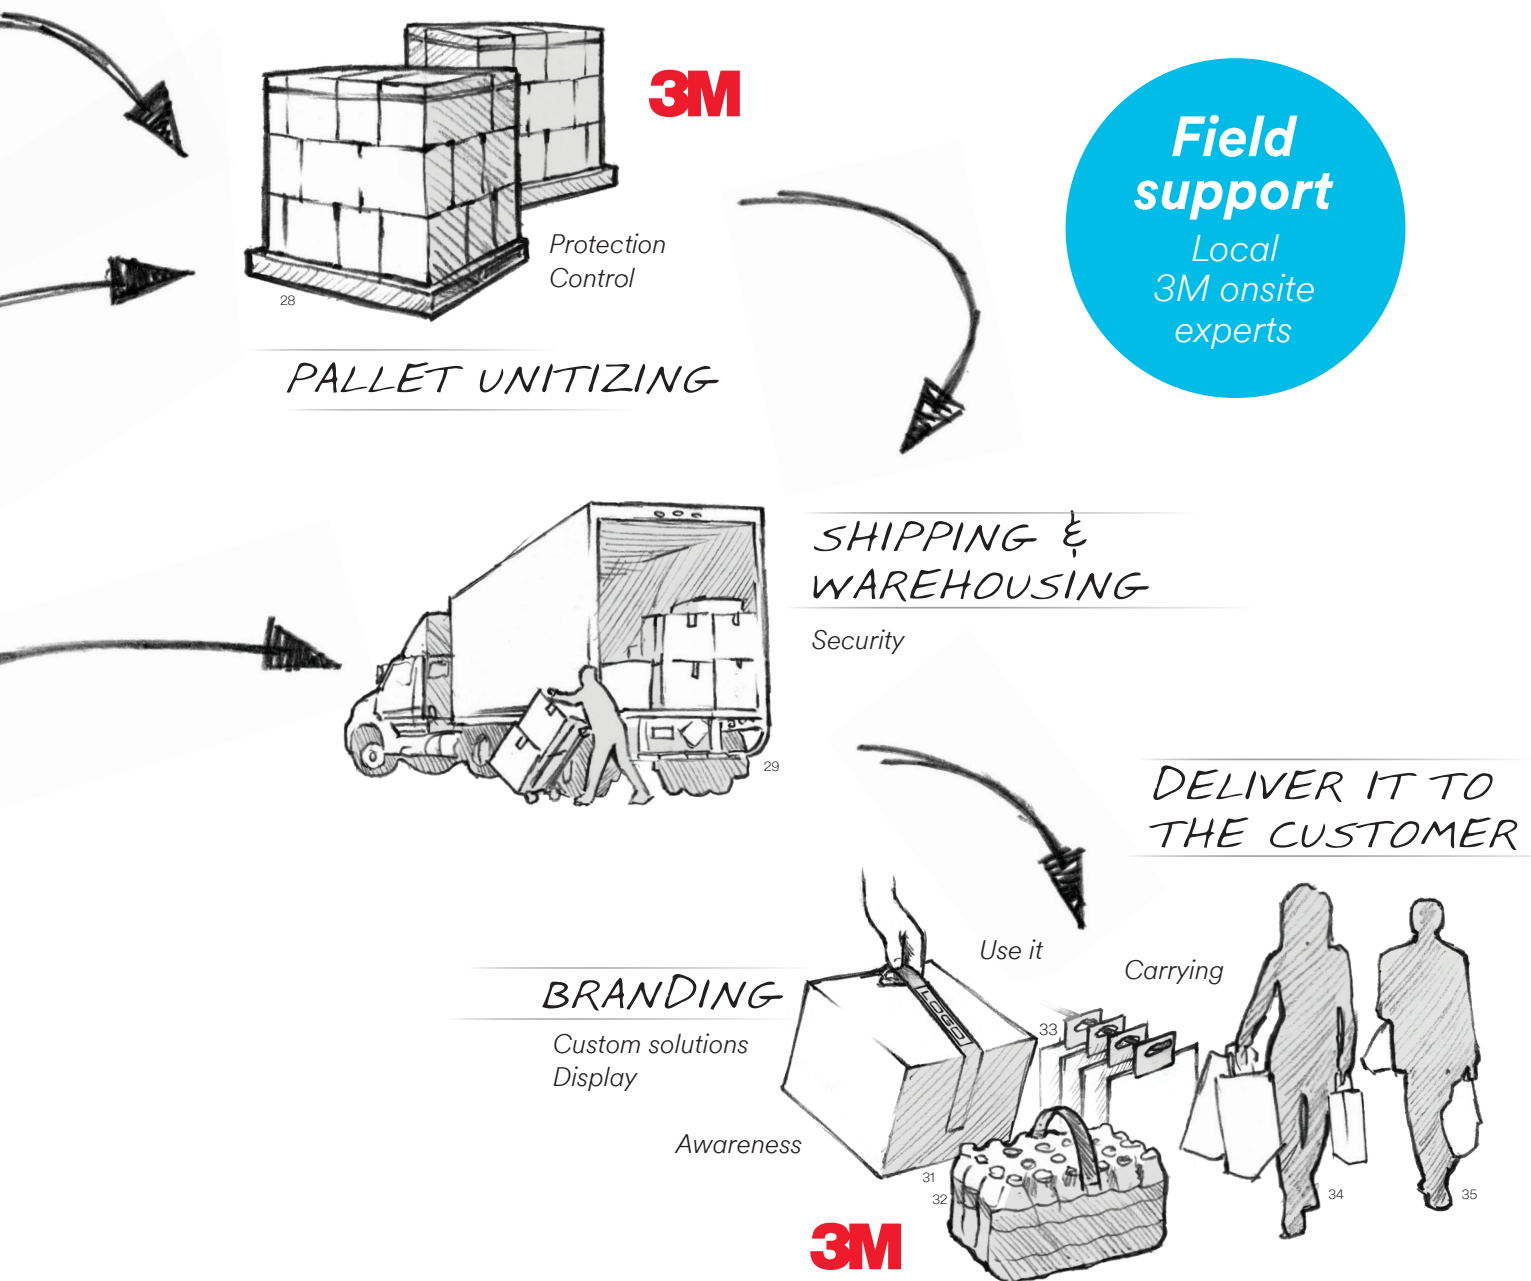 3M
Field
support
Local
3M onsite
experts
Protection
Control
28
PALLET UNITIZING
SHIPPING &
WAREHOUSING
Security
29
DELIVER IT TO
THE CUSTOMER
Use it
Carrying
BRANDING
Custom solutions
Display
LOGO
33
Awareness
31
32
34
35
3M